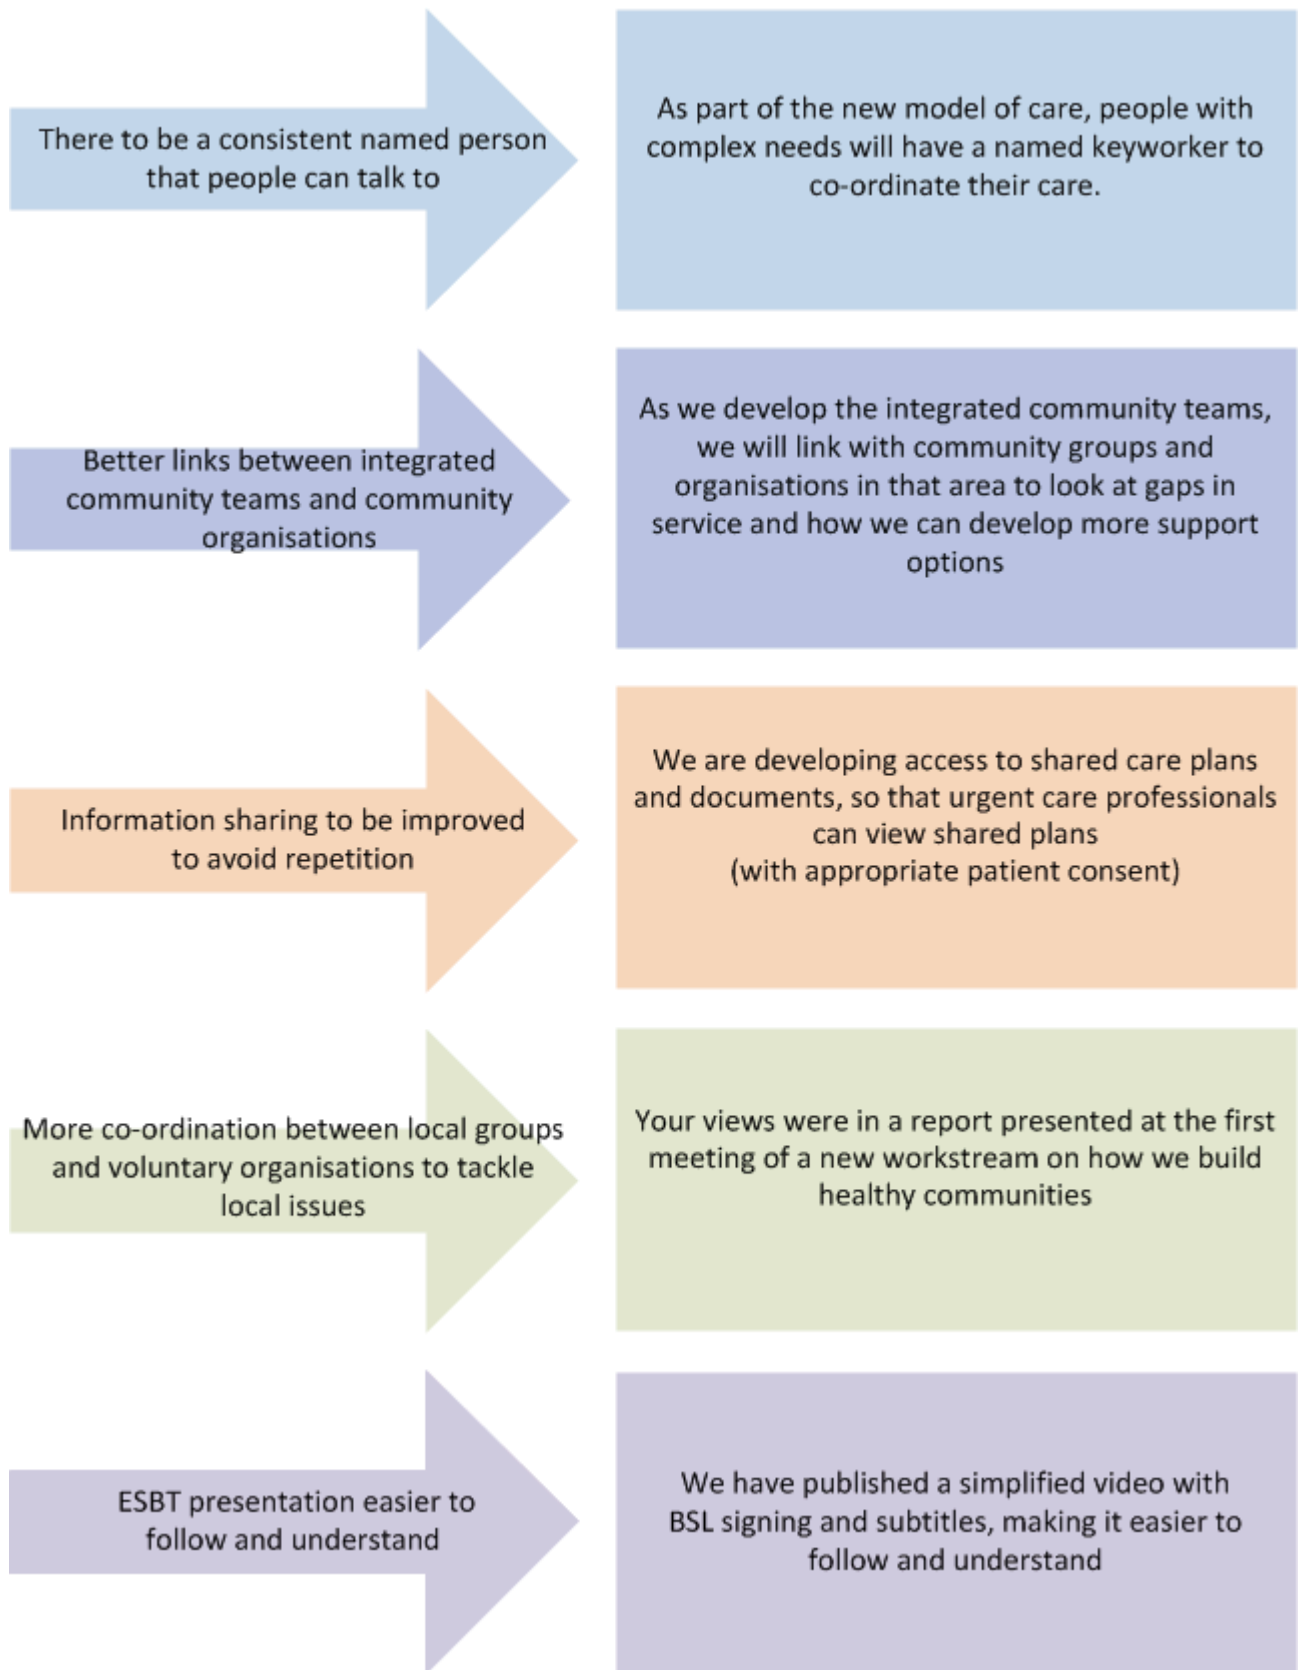 There to be a consistent named person
that people can talk to
As part of the new model of care, people with
complex needs will have a named keyworker to
co-ordinate their care.
Better links between integrated
community teams and community
organisations
As we develop the integrated community teams,
we will link with community groups and
organisations in that area to look at gaps in
service and how we can develop more support
options
Information sharing to be improved
to avoid repetition
We are developing access to shared care plans
and documents, so that urgent care professionals
can view shared plans
(with appropriate patient consent)
More co-ordination between local groups
and voluntary organisations to tackle
local issues
Your views were in a report presented at the first
meeting of a new workstream on how we build
healthy communities
ESBT presentation easier to
follow and understand
We have published a simplified video with
BSL signing and subtitles, making it easier to
follow and understand